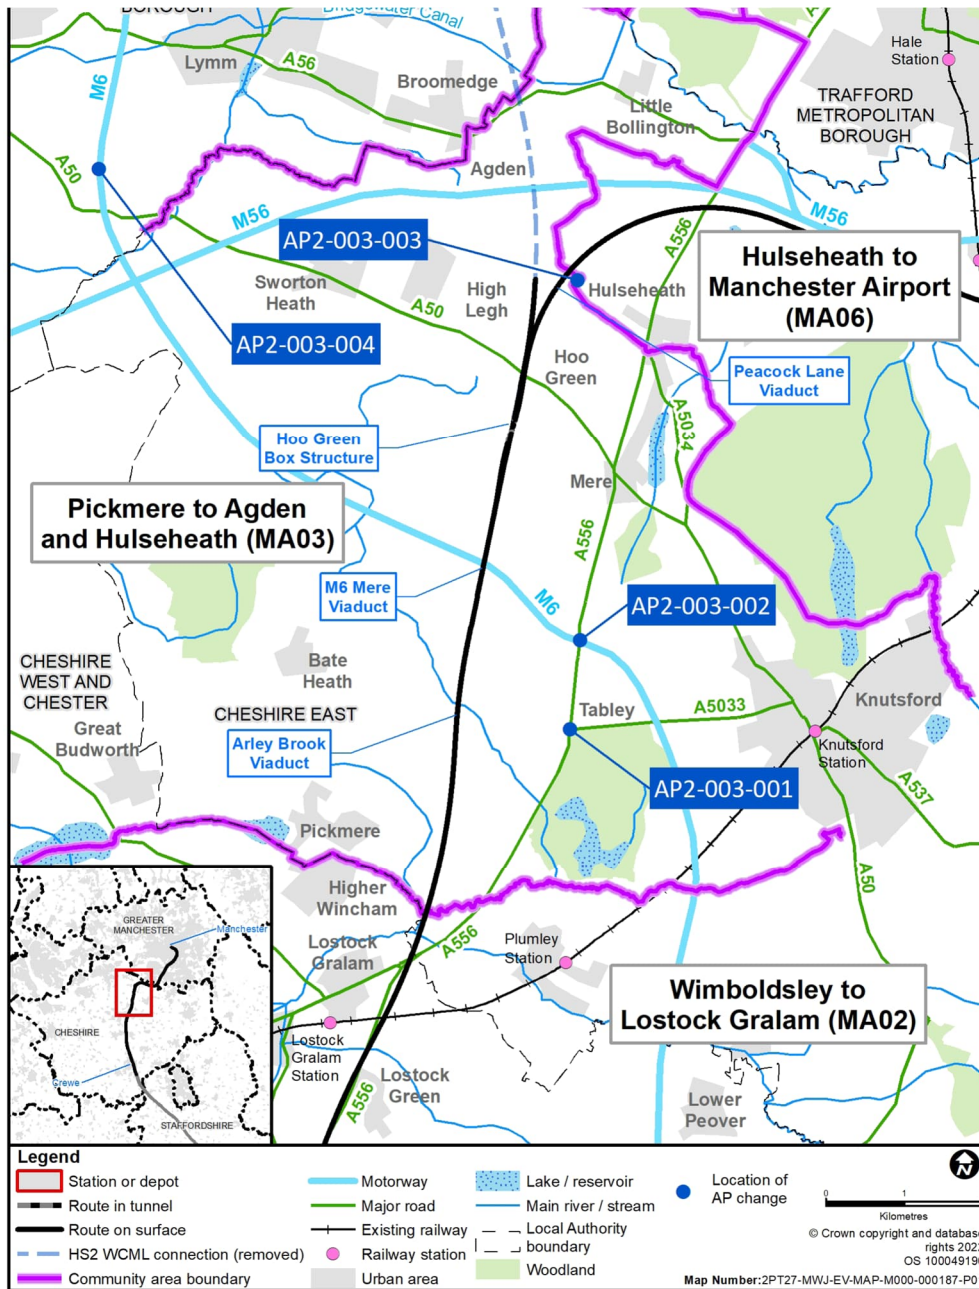 BOROUGH
Bridgewater Canal
Lymm
A56
M6
Broomedge
Little
Bollington
Hale
Station
TRAFFORD
METROPOLITAN
BOROUGH
A50
Agden
M56
M56
AP2-003-003
A556
Sworton
Heath
A50
High
Legh
Hulseheath
Hulseheath to
Manchester Airport
(MA06)
AP2-003-004
Hoo
Green
Peacock Lane
Viaduct
A5034
Hoo Green
Box Structure
Mere
Pickmere to Agden
and Hulseheath (MA03)
A556
M6 Mere
Viaduct
M6
AP2-003-002
CHESHIRE
WEST AND
CHESTER
Bate
Heath
Great
Budworth
CHESHIRE EAST
Tabley
A5033
Knutsford
Arley Brook
Viaduct
Knutsford
Station
AP2-003-001
A537
Pickmere
Higher
Wincham
A50
Lostock
Gralam
A556
Plumley
Station
Wimboldsley to
Lostock Gralam (MA02)
GREATER
MANCHESTER
Manchester
CHESHIRE
Crewe
STAFFORDSHIRE
Lostock
Gralam
Station
A556
Lostock
Green
Lower
Peover
Legend
Station or depot
Route in tunnel
Route on surface
HS2 WCML connection (removed)
Community area boundary
Motorway
Major road
Existing railway
Railway station
Urban area
Lake / reservoir
Main river / stream
Local Authority
boundary
Woodland
Location of
AP change
N
0 1
Kilometres
© Crown copyright and database
rights 202
OS 10004919
Map Number:2PT27-MWJ-EV-MAP-M000-000187-P0